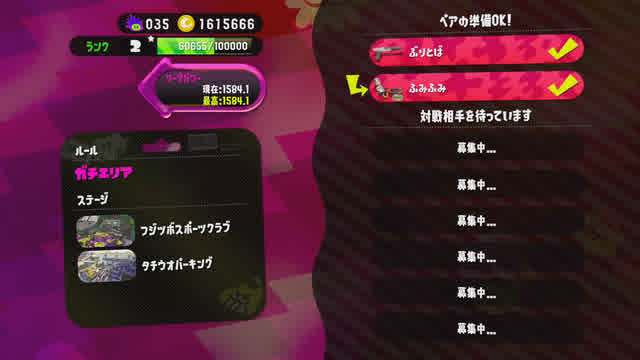 035 1615666
ランク 2 60655/100000
リーグパワー
現在:1584.1
最高:1584.1
ルール
ガチエリア
ステージ
フジツボスポーツクラブ
タチウオパーキング
ペアの準備OK!
ぷりとば
ふみふみ
対戦相手を待っています
募集中...
募集中...
募集中...
募集中...
募集中...
募集中...